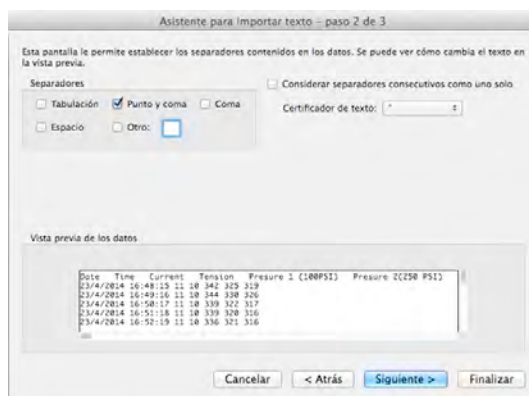 Asistente para importar texto – paso 2 de 3
Esta pantalla le permite establecer los separadores contenidos en los datos. Se puede ver cómo cambia el texto en
la vista previa.
Separadores
Considerar separadores consecutivos como uno solo
Tabulación Punto y coma Coma
Certificador de texto: "
Espacio Otro:
Vista previa de los datos
Date Time Current Tension Presure 1 (100PSI) Presure 2(250 PSI)
23/4/2014 16:48:15 11 10 342 325 319
23/4/2014 16:49:16 11 10 344 330 326
23/4/2014 16:50:17 11 10 339 322 317
23/4/2014 16:51:18 11 10 339 320 316
23/4/2014 16:52:19 11 10 336 321 316
Cancelar < Atrás Siguiente > Finalizar